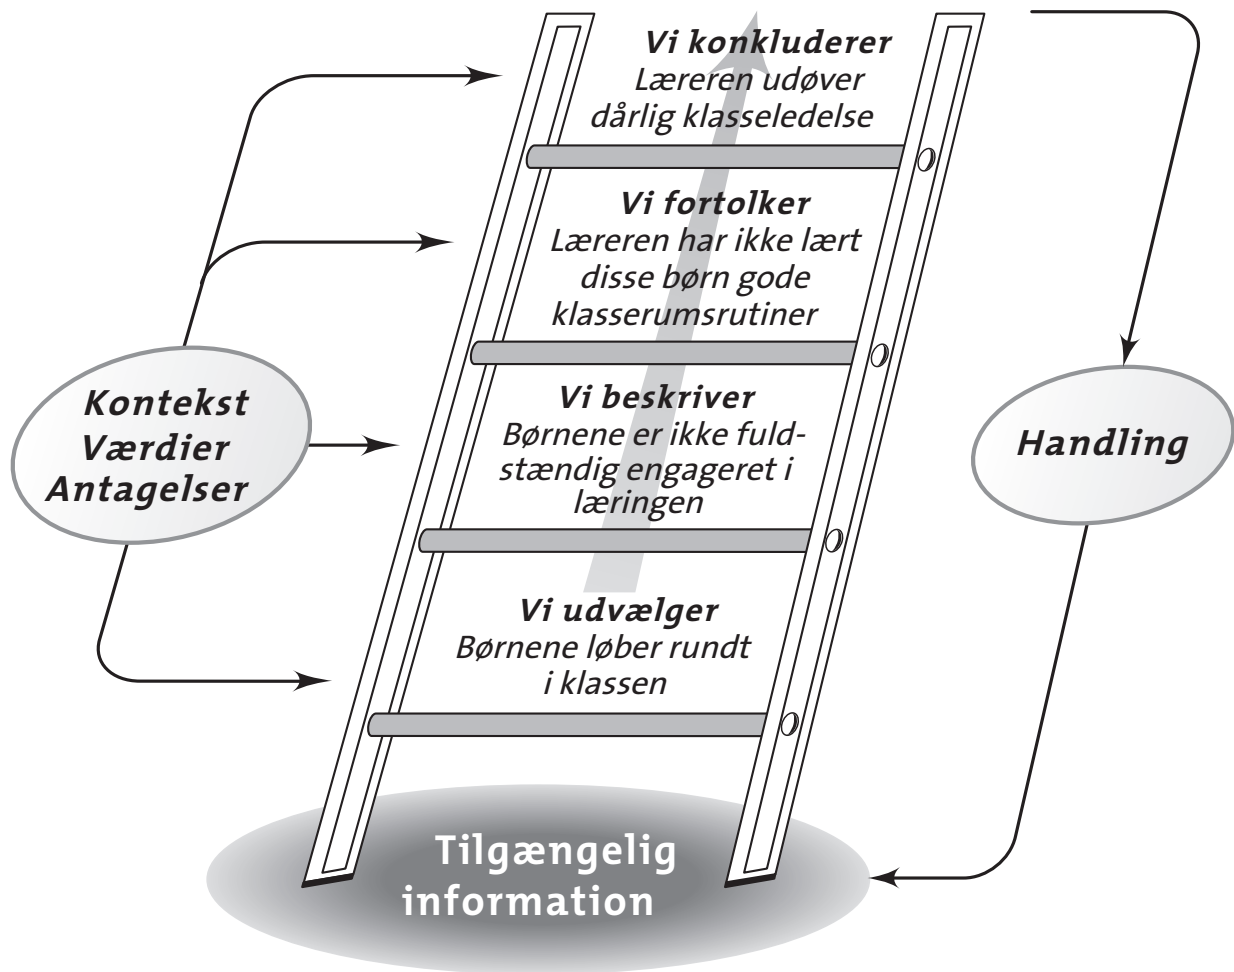 Vi konkluderer
Læreren udøver
dårlig klasseledelse
Vi fortolker
Læreren har ikke lært
disse børn gode
klasserumsrutiner
Vi beskriver
Børnene er ikke fuld-
stændig engageret i
læringen
Vi udvælger
Børnene løber rundt
i klassen
Kontekst
Værdier
Antagelser
Handling
Tilgængelig
information